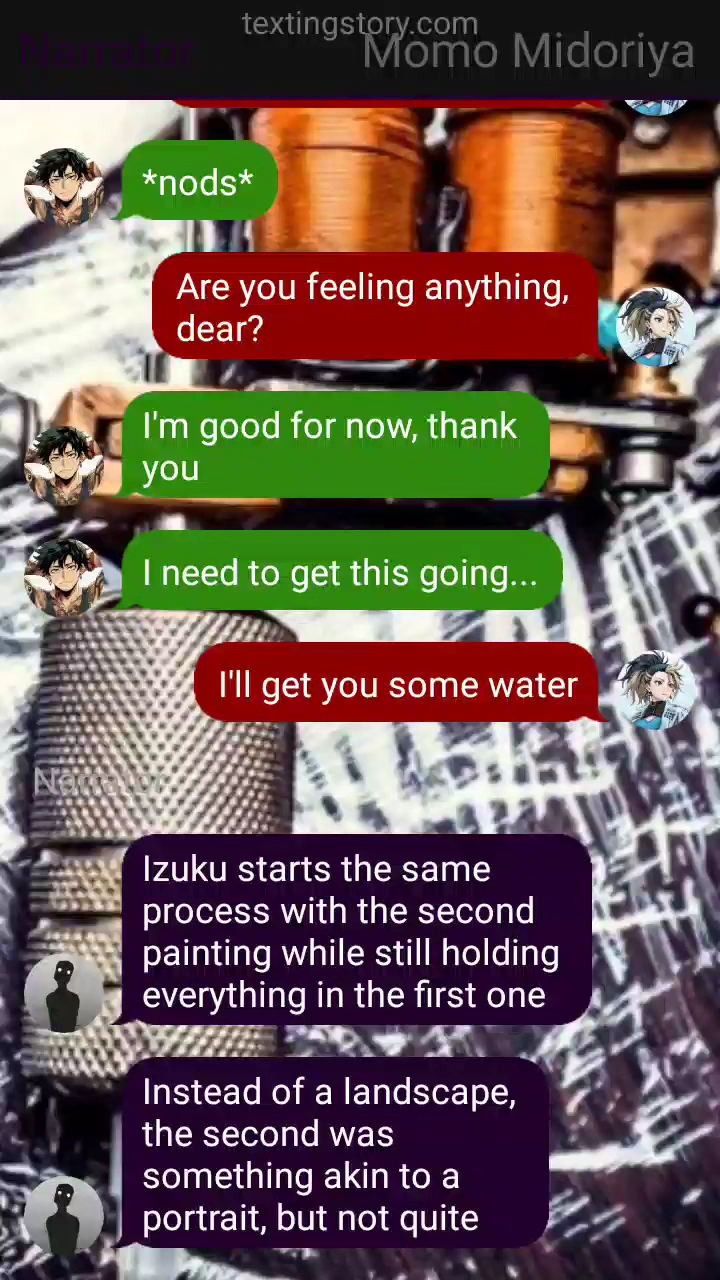 textingstory.com
Narrator
Momo Midoriya
*nods*
Are you feeling anything,
dear?
I'm good for now, thank
you
I need to get this going...
I'll get you some water
Narrator
Izuku starts the same
process with the second
painting while still holding
everything in the first one
Instead of a landscape,
the second was
something akin to a
portrait, but not quite